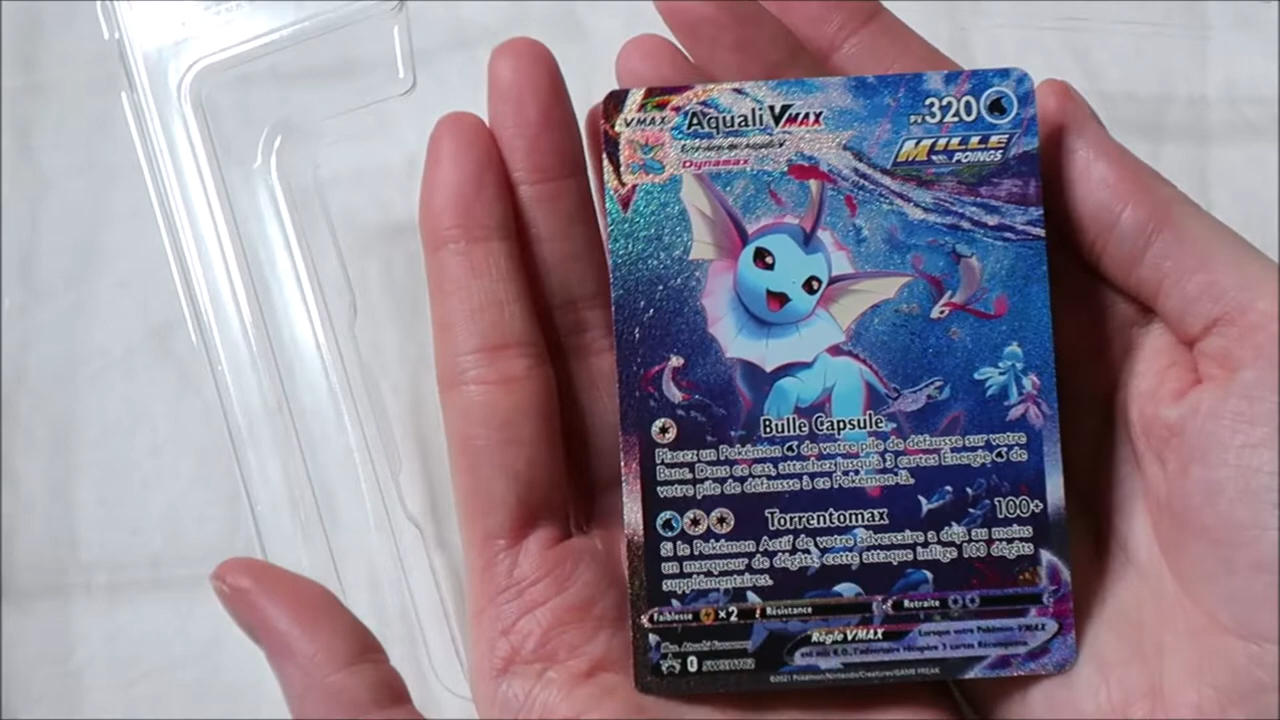 VMAX Aquali VMAX PV 320
Dynamax
MILLE
POINGS
Bulle Capsule
Placez un Pokémon de votre pile de défausse sur votre
Banc. Dans ce cas, attachez jusqu'à 3 cartes Énergie de
votre pile de défausse à ce Pokémon-là.
Torrentomax 100+
Si le Pokémon Actif de votre adversaire a déjà au moins
un marqueur de dégâts, cette attaque inflige 100 dégâts
supplémentaires.
Faiblesse ×2 Résistance Retraite
Règle VMAX Lorsque votre Pokémon-VMAX
est mis K.O., l'adversaire récupère 3 cartes Récompense.
Illus.
SWSH182
©2021 Pokémon/Nintendo/Creatures/GAME FREAK